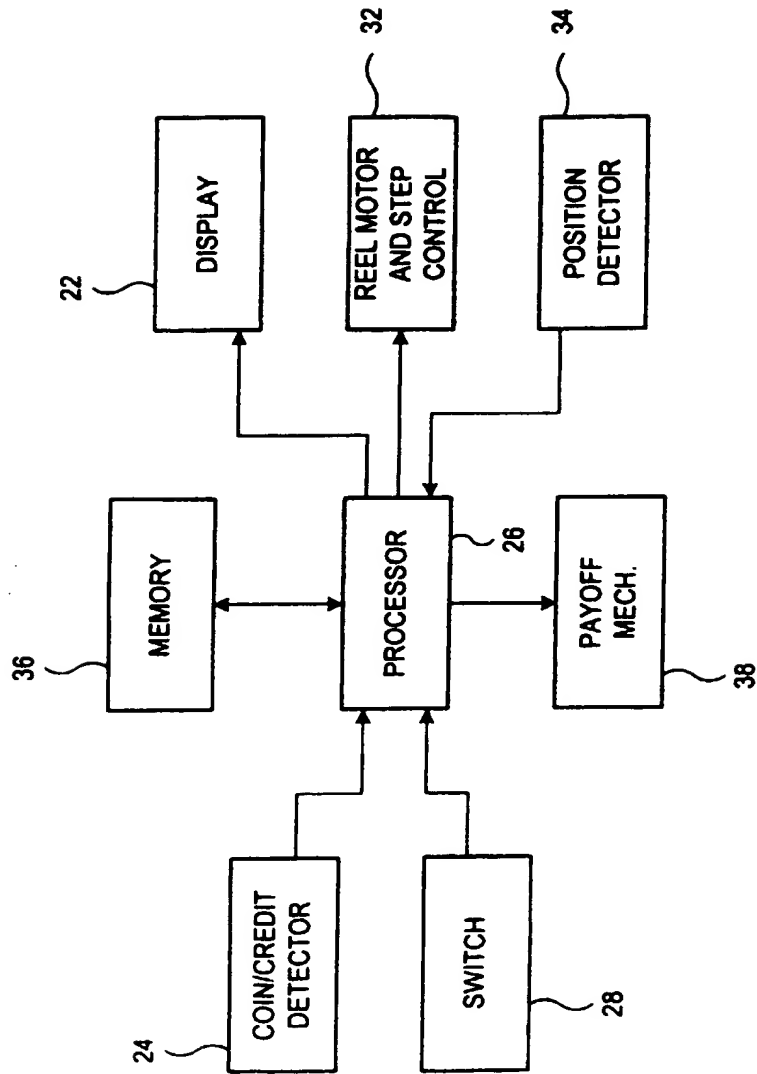 36
MEMORY
22
DISPLAY
24
COIN/CREDIT
DETECTOR
PROCESSOR
26
REEL MOTOR
AND STEP
CONTROL
32
SWITCH
28
PAYOFF
MECH.
38
POSITION
DETECTOR
34